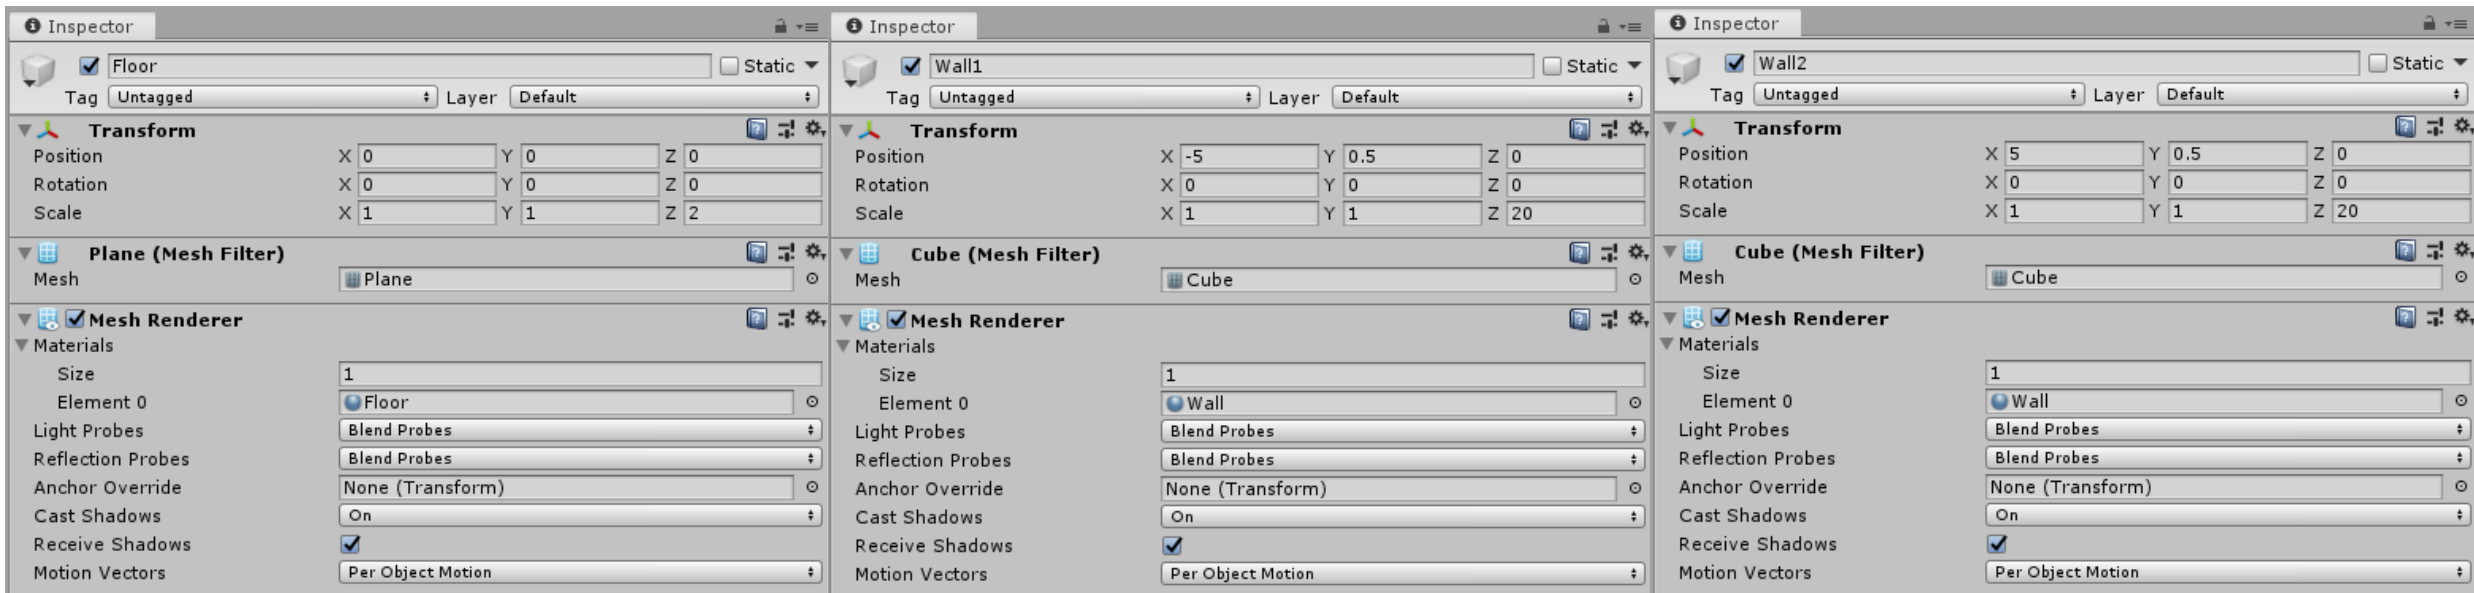 Inspector
Floor Static
Tag Untagged Layer Default
Transform
Position X 0 Y 0 Z 0
Rotation X 0 Y 0 Z 0
Scale X 1 Y 1 Z 2
Plane (Mesh Filter)
Mesh Plane
Mesh Renderer
Materials
Size 1
Element 0 Floor
Light Probes Blend Probes
Reflection Probes Blend Probes
Anchor Override None (Transform)
Cast Shadows On
Receive Shadows
Motion Vectors Per Object Motion
Inspector
Wall1 Static
Tag Untagged Layer Default
Transform
Position X -5 Y 0.5 Z 0
Rotation X 0 Y 0 Z 0
Scale X 1 Y 1 Z 20
Cube (Mesh Filter)
Mesh Cube
Mesh Renderer
Materials
Size 1
Element 0 Wall
Light Probes Blend Probes
Reflection Probes Blend Probes
Anchor Override None (Transform)
Cast Shadows On
Receive Shadows
Motion Vectors Per Object Motion
Inspector
Wall2 Static
Tag Untagged Layer Default
Transform
Position X 5 Y 0.5 Z 0
Rotation X 0 Y 0 Z 0
Scale X 1 Y 1 Z 20
Cube (Mesh Filter)
Mesh Cube
Mesh Renderer
Materials
Size 1
Element 0 Wall
Light Probes Blend Probes
Reflection Probes Blend Probes
Anchor Override None (Transform)
Cast Shadows On
Receive Shadows
Motion Vectors Per Object Motion